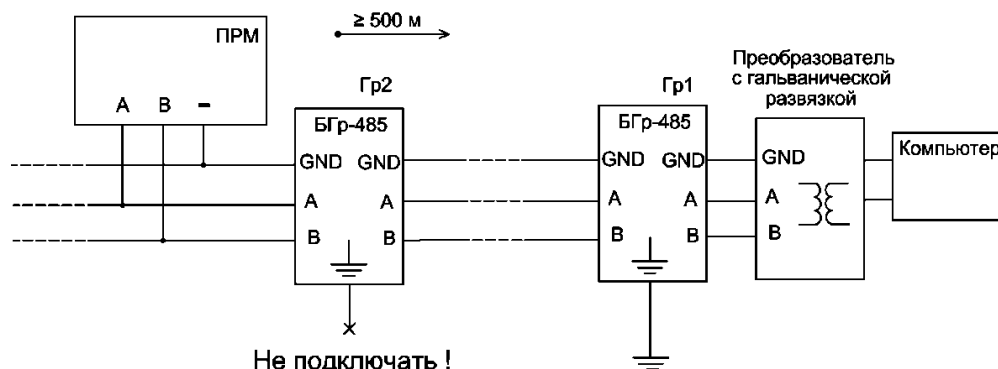 ПРМ
A B –
≥ 500 м
Гр2
БГр-485
GND GND
A A
B B
Не подключать !
Гр1
БГр-485
GND GND
A A
B B
Преобразователь
с гальванической
развязкой
GND
A
B
Компьютер